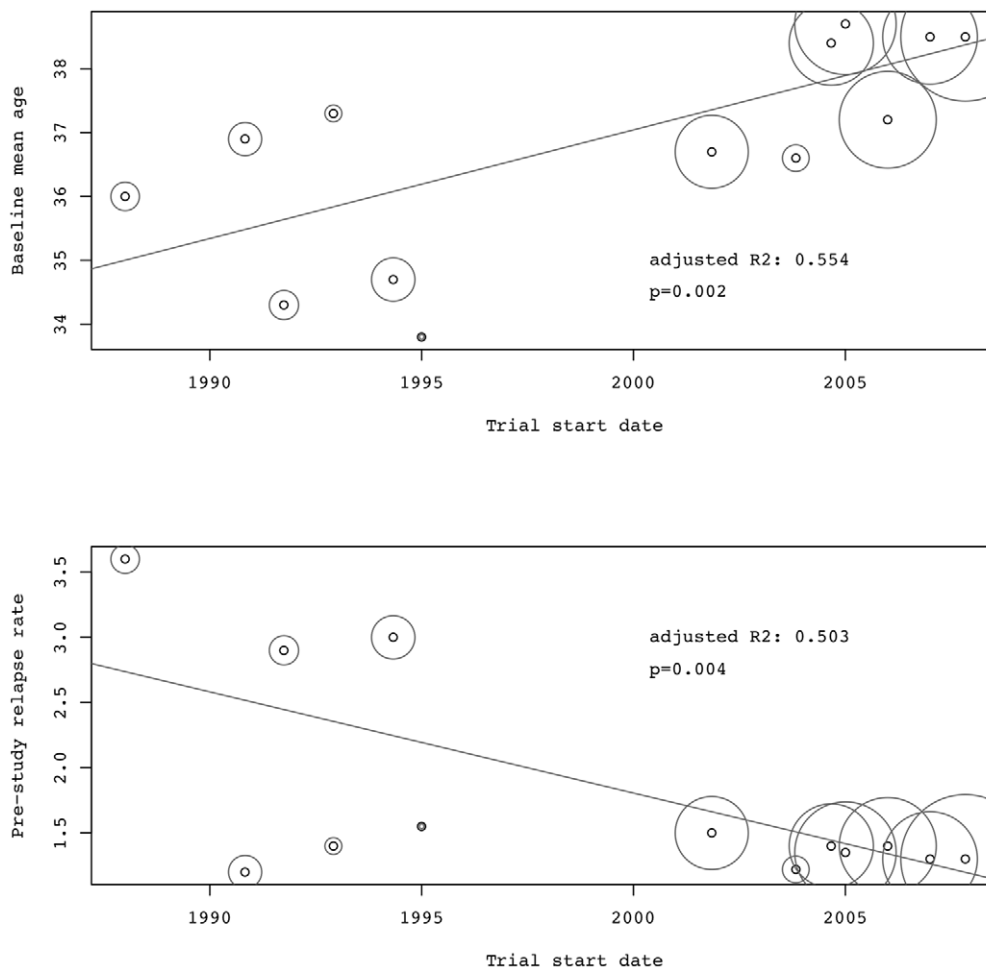 Baseline mean age
38
37
36
35
34
adjusted R2: 0.554
p=0.002
1990 1995 2000 2005
Trial start date
Pre-study relapse rate
3.5
3.0
2.5
2.0
1.5
adjusted R2: 0.503
p=0.004
1990 1995 2000 2005
Trial start date